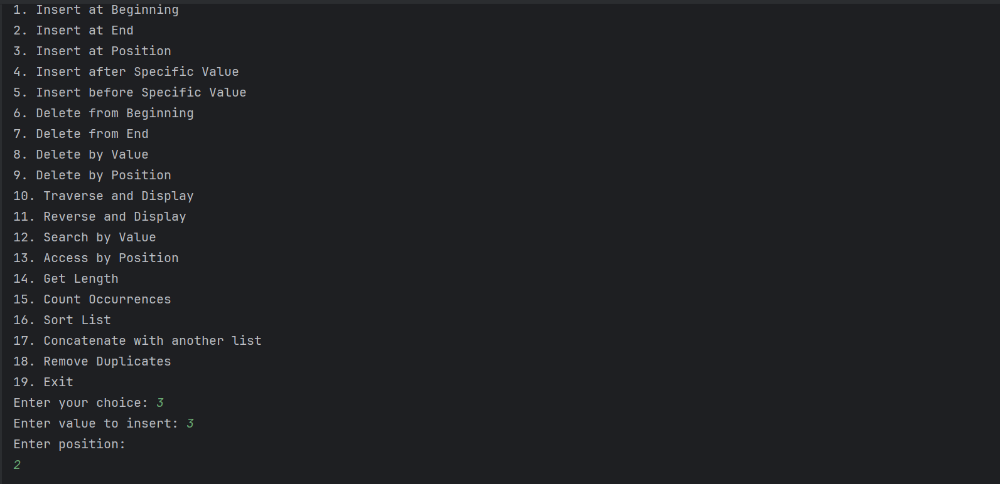 1. Insert at Beginning
2. Insert at End
3. Insert at Position
4. Insert after Specific Value
5. Insert before Specific Value
6. Delete from Beginning
7. Delete from End
8. Delete by Value
9. Delete by Position
10. Traverse and Display
11. Reverse and Display
12. Search by Value
13. Access by Position
14. Get Length
15. Count Occurrences
16. Sort List
17. Concatenate with another list
18. Remove Duplicates
19. Exit
Enter your choice: 3
Enter value to insert: 3
Enter position:
2